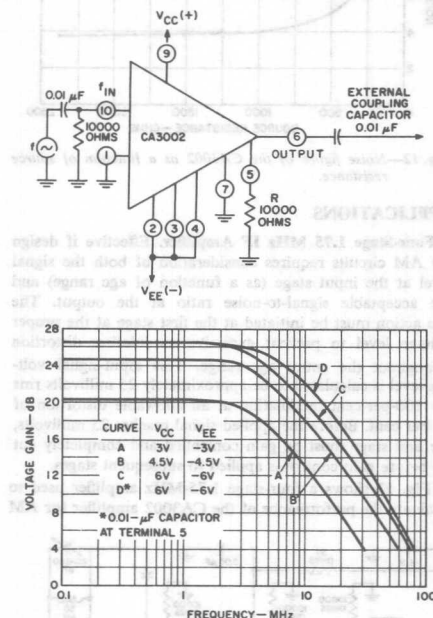 VCC(+)
9
0.01 µF
fIN
10
10000
OHMS
1
f
CA3002
EXTERNAL
COUPLING
CAPACITOR
0.01 µF
6
OUTPUT
5
R
10000
OHMS
7
2
3
4
VEE(-)
VOLTAGE GAIN—dB
28
24
20
16
12
8
4
0
CURVE VCC VEE
A 3V -3V
B 4.5V -4.5V
C 6V -6V
D* 6V -6V
*0.01-µF CAPACITOR
AT TERMINAL 5
D
C
A
B
0.1
1
10
100
FREQUENCY—MHz